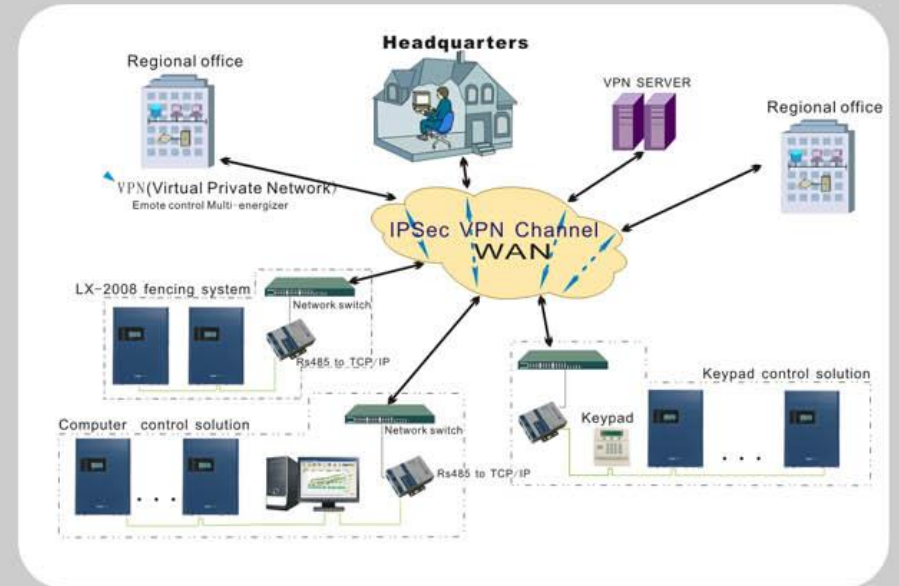 Headquarters
Regional office
VPN SERVER
Regional office
VPN(Virtual Private Network)
Emote control Multi-energizer
IPSec VPN Channel
WAN
LX-2008 fencing system
Network switch
Rs485 to TCP/IP
Keypad control solution
Keypad
Computer control solution
Network switch
Rs485 to TCP/IP